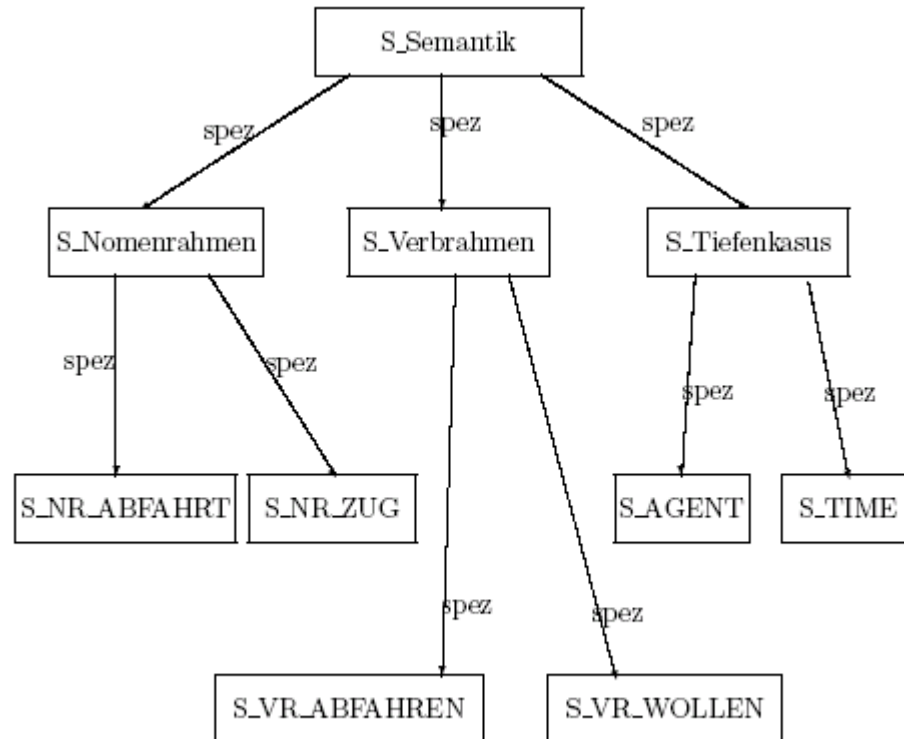 S_Semantik
spez
spez
spez
S_Nomenrahmen
S_Verbrahmen
S_Tiefenkasus
spez
spez
spez
spez
S_NR_ABFAHRT
S_NR_ZUG
S_AGENT
S_TIME
spez
spez
S_VR_ABFAHREN
S_VR_WOLLEN